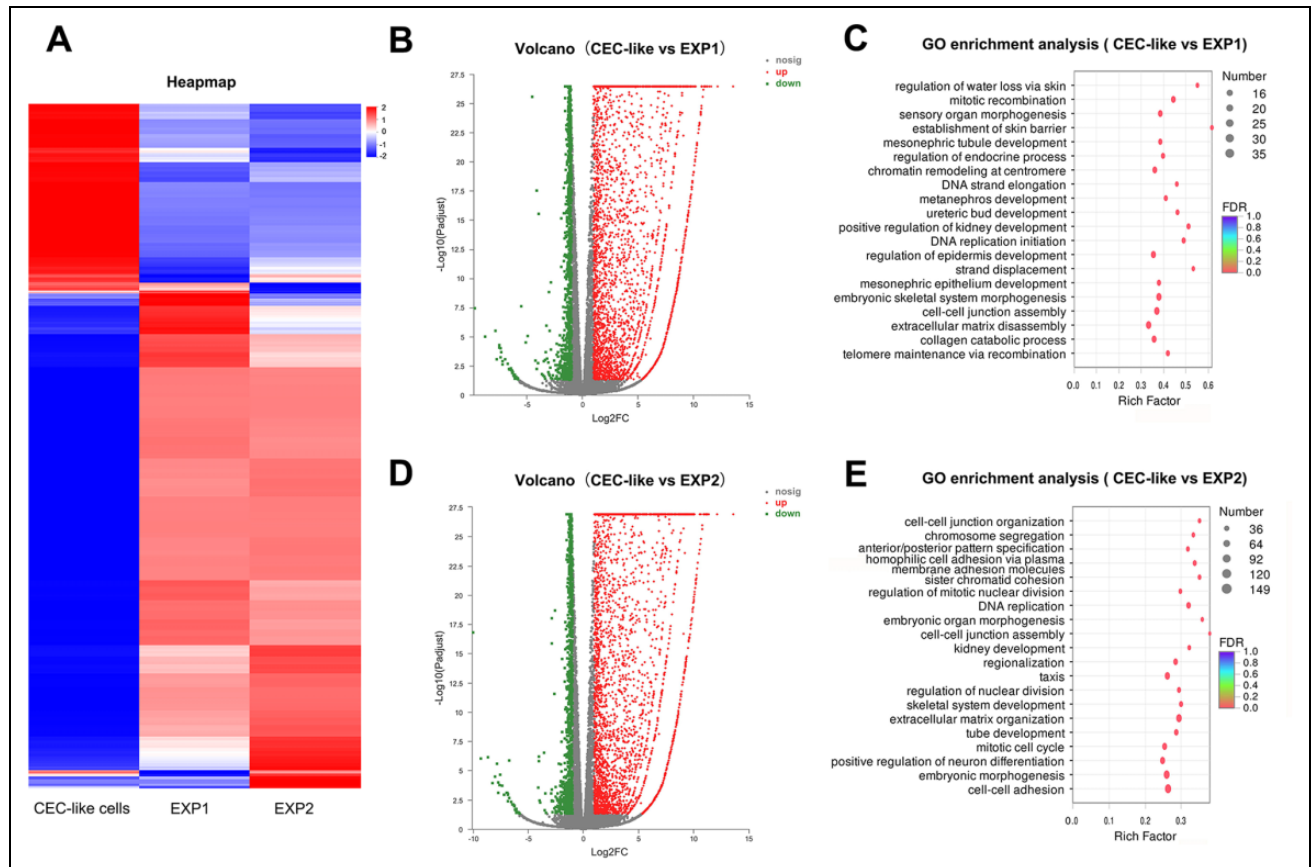 A
Heapmap
2
1
0
-1
-2
CEC-like cells EXP1 EXP2
B
Volcano（CEC-like vs EXP1）
nosig
up
down
-Log10(Padjust)
27.5
25.0
22.5
20.0
17.5
15.0
12.5
10.0
7.5
5.0
2.5
0
-5 0 5 10 15
Log2FC
C
GO enrichment analysis ( CEC-like vs EXP1)
regulation of water loss via skin
mitotic recombination
sensory organ morphogenesis
establishment of skin barrier
mesonephric tubule development
regulation of endocrine process
chromatin remodeling at centromere
DNA strand elongation
metanephros development
ureteric bud development
positive regulation of kidney development
DNA replication initiation
regulation of epidermis development
strand displacement
mesonephric epithelium development
embryonic skeletal system morphogenesis
cell-cell junction assembly
extracellular matrix disassembly
collagen catabolic process
telomere maintenance via recombination
0.0 0.1 0.2 0.3 0.4 0.5 0.6
Rich Factor
Number
16
20
25
30
35
FDR
1.0
0.8
0.6
0.4
0.2
0.0
D
Volcano（CEC-like vs EXP2）
nosig
up
down
-Log10(Padjust)
27.5
25.0
22.5
20.0
17.5
15.0
12.5
10.0
7.5
5.0
2.5
0
-10 -5 0 5 10 15
Log2FC
E
GO enrichment analysis ( CEC-like vs EXP2)
cell-cell junction organization
chromosome segregation
anterior/posterior pattern specification
homophilic cell adhesion via plasma
membrane adhesion molecules
sister chromatid cohesion
regulation of mitotic nuclear division
DNA replication
embryonic organ morphogenesis
cell-cell junction assembly
kidney development
regionalization
taxis
regulation of nuclear division
skeletal system development
extracellular matrix organization
tube development
mitotic cell cycle
positive regulation of neuron differentiation
embryonic morphogenesis
cell-cell adhesion
0.0 0.1 0.2 0.3
Rich Factor
Number
36
64
92
120
149
FDR
1.0
0.8
0.6
0.4
0.2
0.0